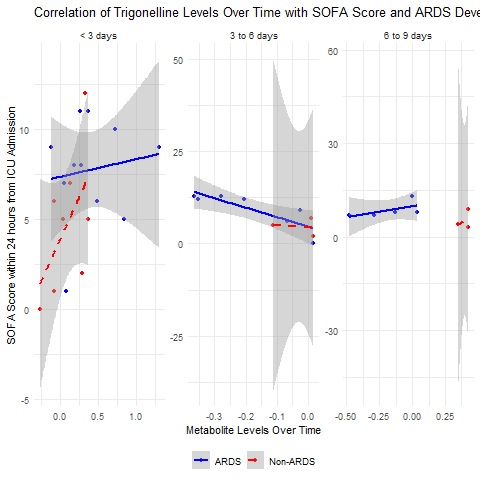 Correlation of Trigonelline Levels Over Time with SOFA Score and ARDS Deve
< 3 days
3 to 6 days
6 to 9 days
SOFA Score within 24 hours from ICU Admission
10
5
0
-5
50
25
0
-25
60
30
0
-30
0.0 0.5 1.0
-0.3 -0.2 -0.1 0.0
-0.50 -0.25 0.00 0.25
Metabolite Levels Over Time
ARDS Non-ARDS